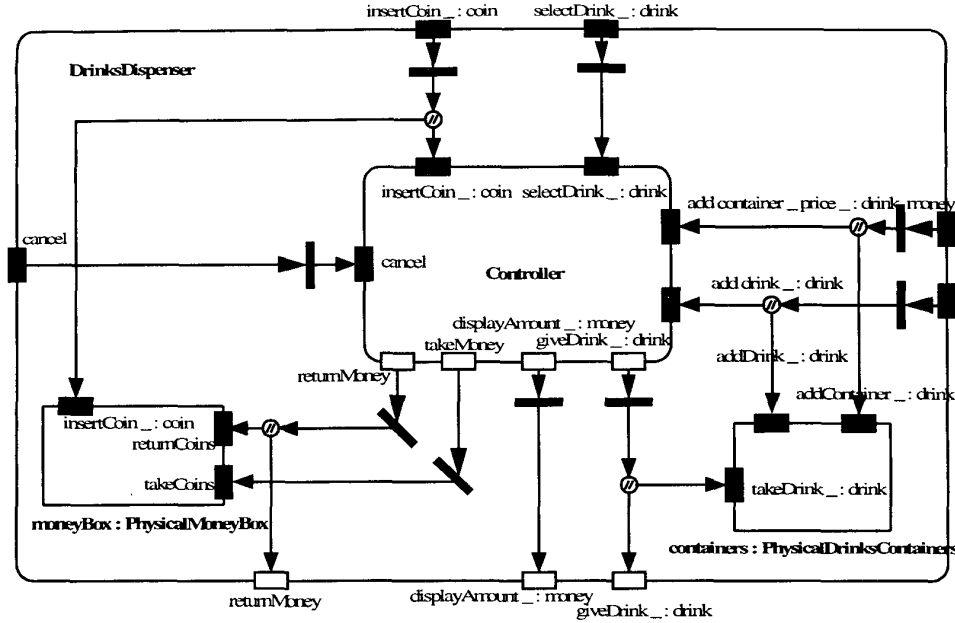 insertCoin _: coin
selectDrink _: drink
DrinksDispenser
insertCoin _: coin
selectDrink _: drink
add container _ price _: drink money
cancel
cancel
Controller
add drink _: drink
displayAmount _: money
takeMoney
giveDrink _: drink
returnMoney
addDrink _: drink
addContainer _: drink
insertCoin _: coin
returnCoins
takeCoins
takeDrink _: drink
moneyBox : PhysicalMoneyBox
containers : PhysicalDrinksContainers
returnMoney
displayAmount _: money
giveDrink _: drink